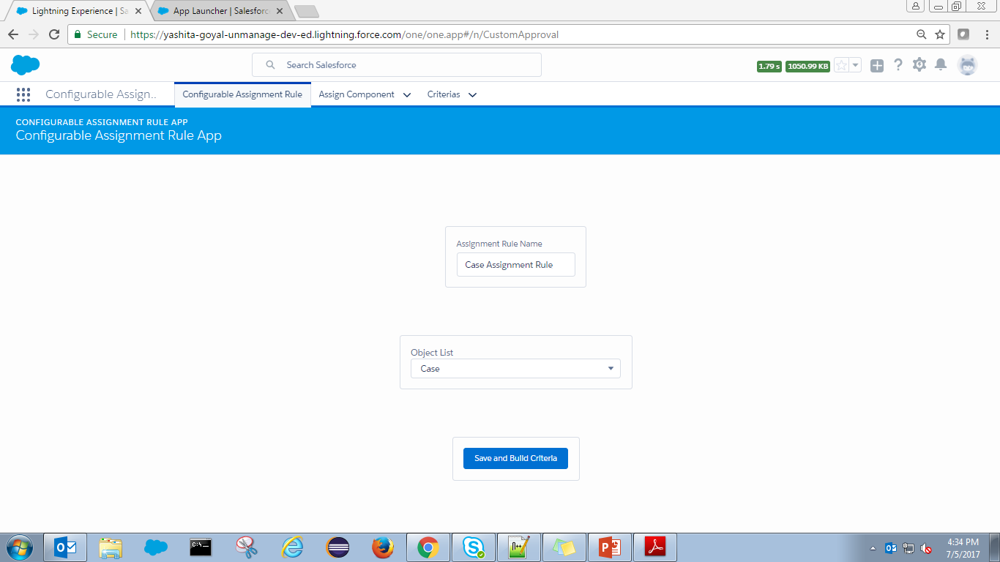 Lightning Experience | Sa
App Launcher | Salesforc
Secure
https://yashita-goyal-unmanage-dev-ed.lightning.force.com/one/one.app#/n/CustomApproval
Search Salesforce
1.79 s
1050.99 KB
Configurable Assign..
Configurable Assignment Rule
Assign Component
Criterias
CONFIGURABLE ASSIGNMENT RULE APP
Configurable Assignment Rule App
Assignment Rule Name
Case Assignment Rule
Object List
Case
Save and Build Criteria
4:34 PM
7/5/2017